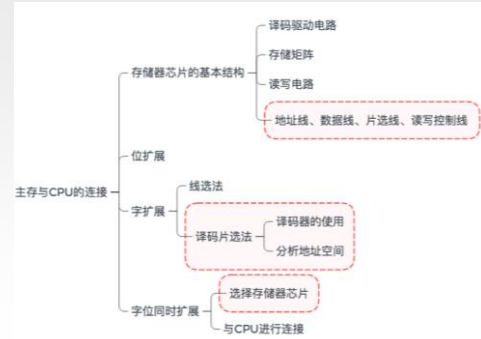 译码驱动电路
存储矩阵
存储器芯片的基本结构
读写电路
地址线、数据线、片选线、读写控制线
位扩展
主存与CPU的连接
线选法
字扩展
译码器的使用
译码片选法
分析地址空间
选择存储器芯片
字位同时扩展
与CPU进行连接